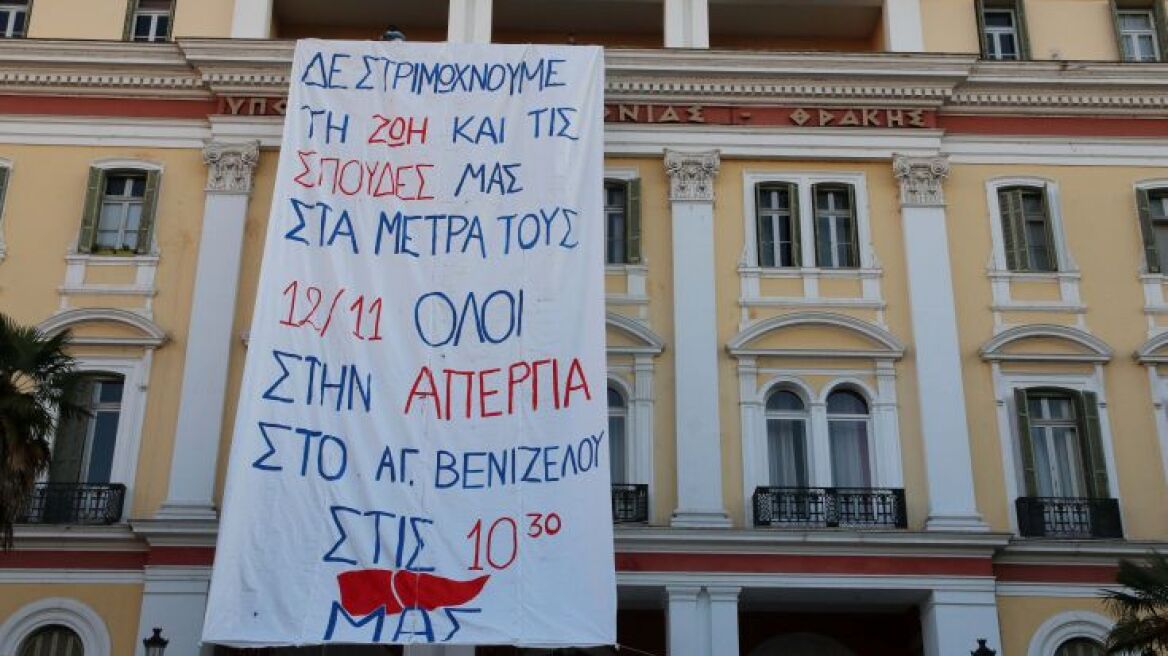 ΥΠΟ ΝΙΑΣ - ΘΡΑΚΗΣ
ΔΕ ΣΤΡΙΜΟΧΝΟΥΜΕ
ΤΗ ΖΩΗ ΚΑΙ ΤΙΣ
ΣΠΟΥΔΕΣ ΜΑΣ
ΣΤΑ ΜΕΤΡΑ ΤΟΥΣ
12/11 ΟΛΟΙ
ΣΤΗΝ ΑΠΕΡΓΙΑ
ΣΤΟ ΑΓ. ΒΕΝΙΖΕΛΟΥ
ΣΤΙΣ 10 30
ΜΑΣ